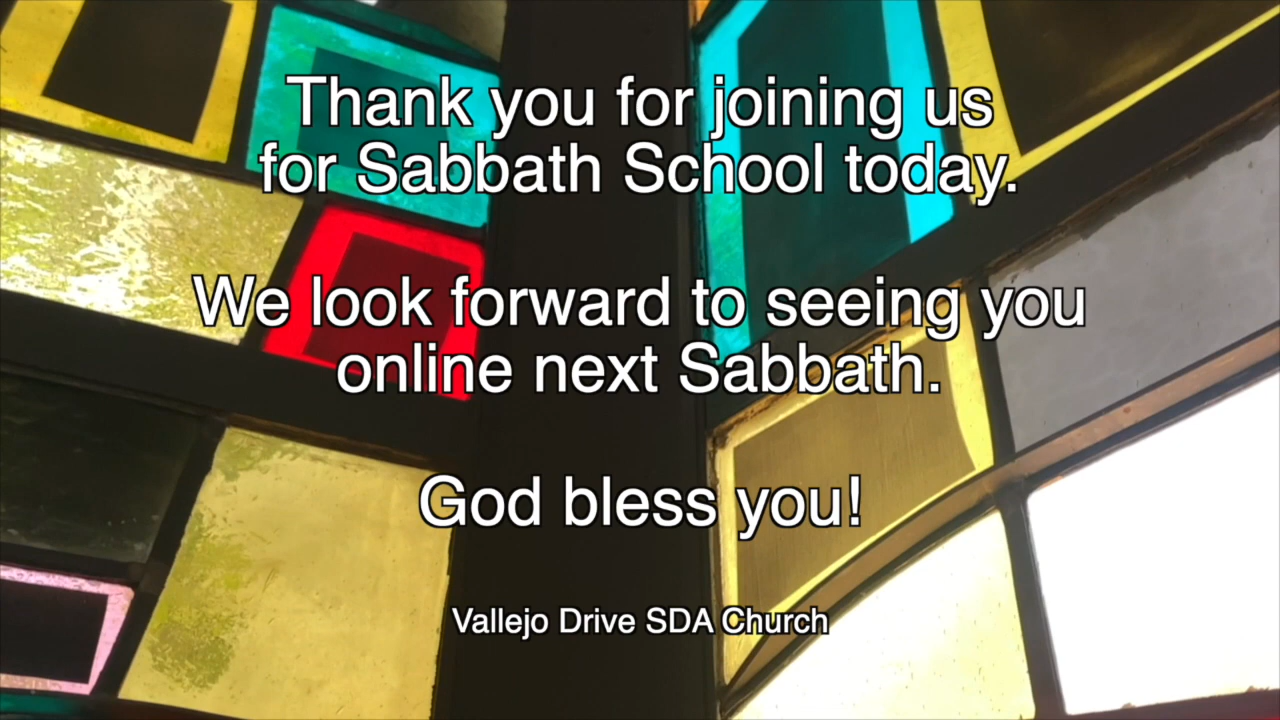 Thank you for joining us
for Sabbath School today.
We look forward to seeing you
online next Sabbath.
God bless you!
Vallejo Drive SDA Church